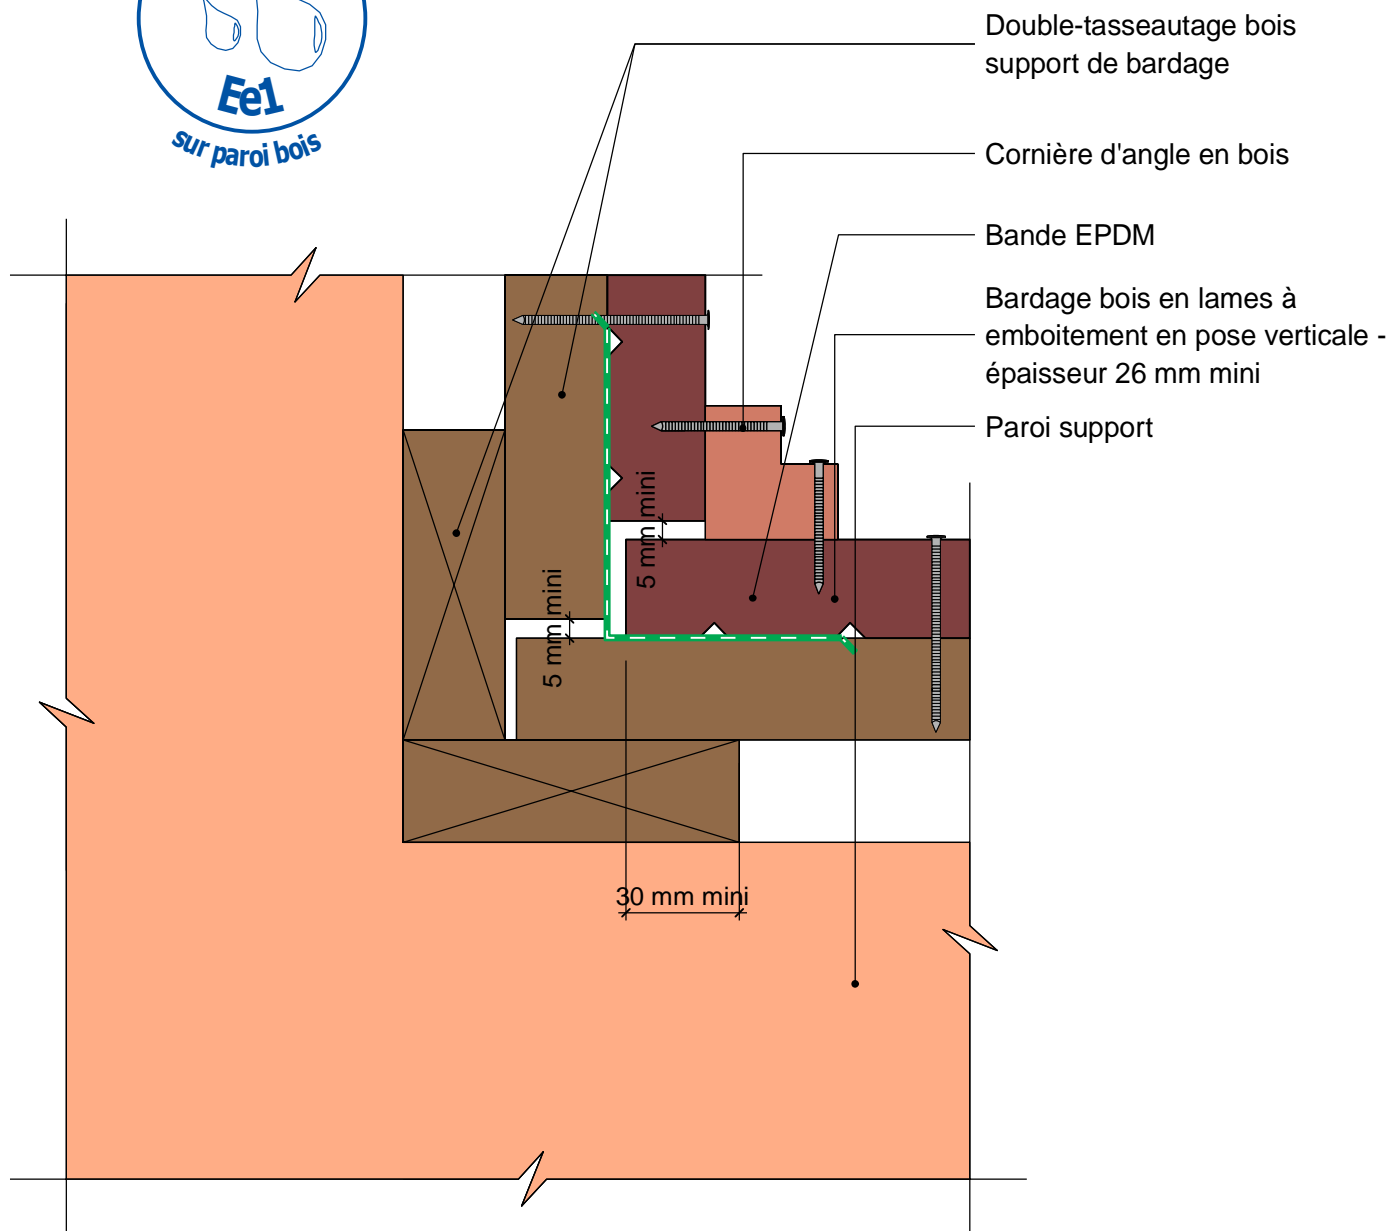 Ee1
sur paroi bois
Double-tasseautage bois
support de bardage
Cornière d'angle en bois
Bande EPDM
Bardage bois en lames à
emboitement en pose verticale -
épaisseur 26 mm mini
Paroi support
5 mm mini
5 mm mini
30 mm mini